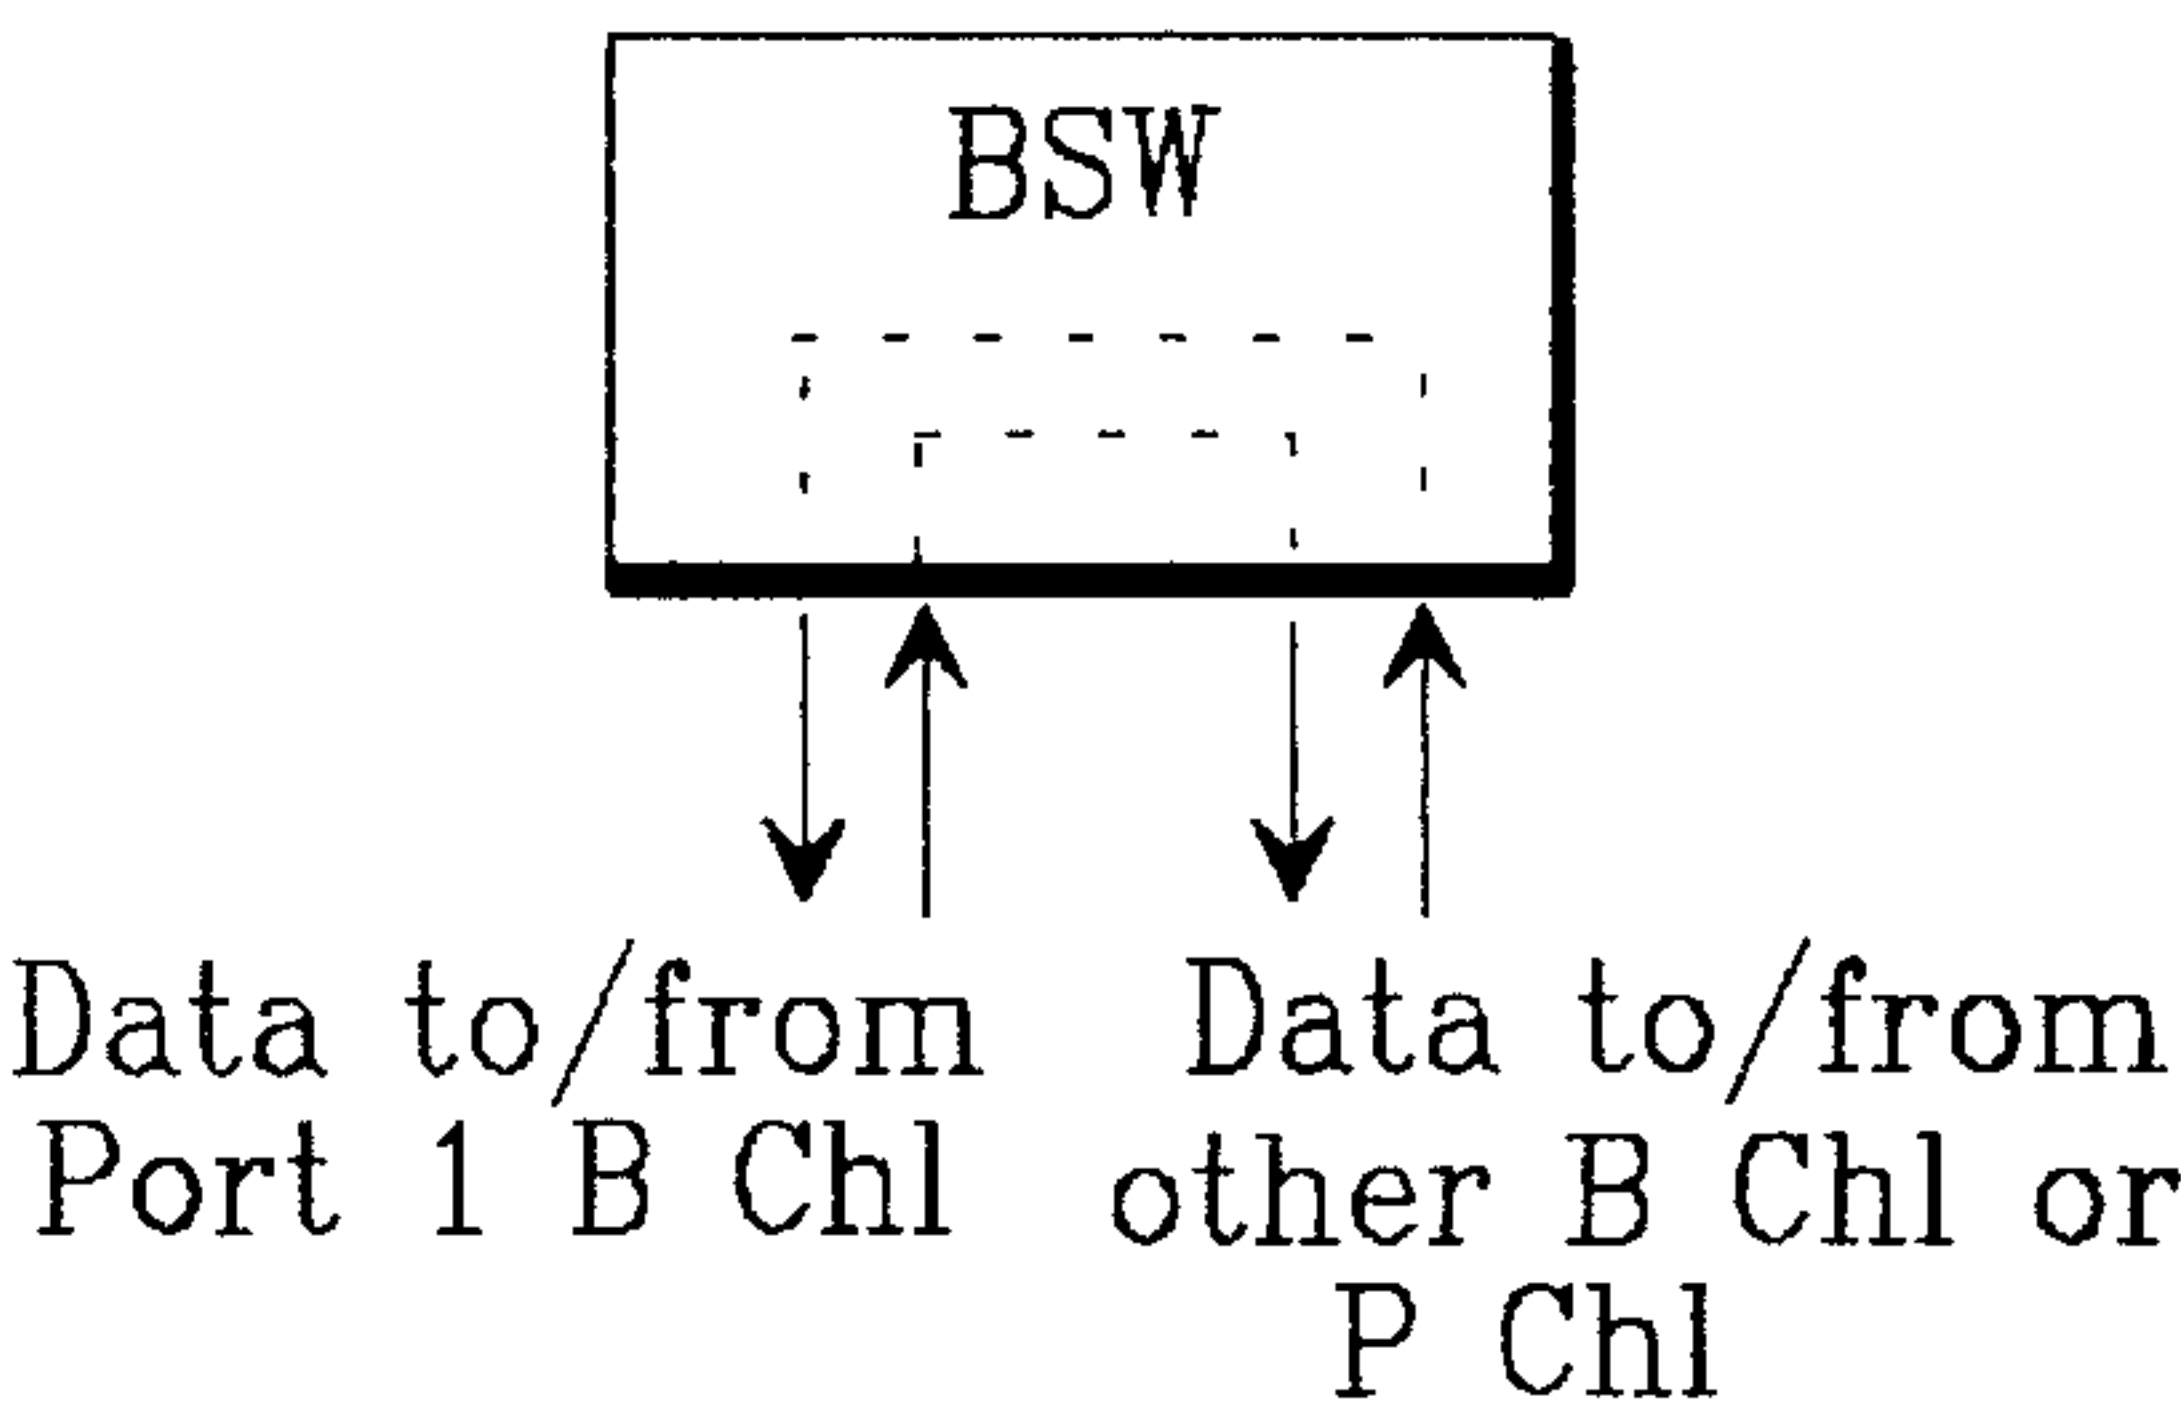 BSW
Data to/from
Port 1 B Chl
Data to/from
other B Chl or
P Chl